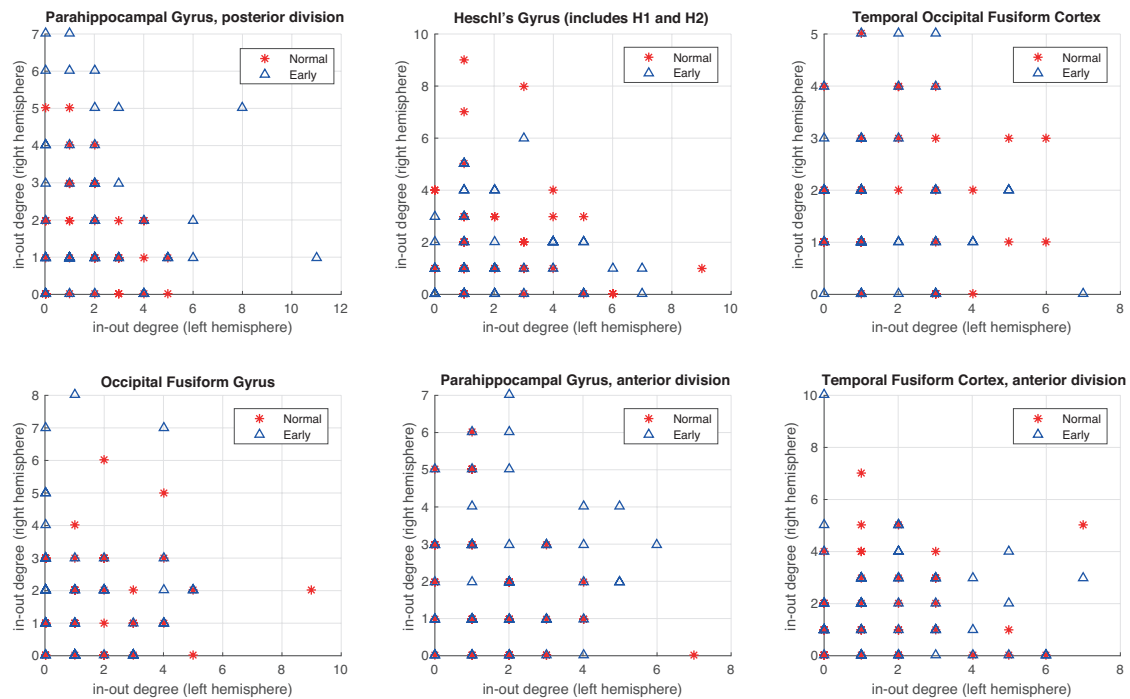 Parahippocampal Gyrus, posterior division
7
6
5
4
3
2
1
0
0 2 4 6 8 10 12
in-out degree (right hemisphere)
in-out degree (left hemisphere)
Normal
Early
Heschl's Gyrus (includes H1 and H2)
10
8
6
4
2
0
0 2 4 6 8 10
in-out degree (right hemisphere)
in-out degree (left hemisphere)
Normal
Early
Temporal Occipital Fusiform Cortex
5
4
3
2
1
0
0 2 4 6 8
in-out degree (right hemisphere)
in-out degree (left hemisphere)
Normal
Early
Occipital Fusiform Gyrus
8
7
6
5
4
3
2
1
0
0 2 4 6 8 10
in-out degree (right hemisphere)
in-out degree (left hemisphere)
Normal
Early
Parahippocampal Gyrus, anterior division
7
6
5
4
3
2
1
0
0 2 4 6 8
in-out degree (right hemisphere)
in-out degree (left hemisphere)
Normal
Early
Temporal Fusiform Cortex, anterior division
10
8
6
4
2
0
0 2 4 6 8
in-out degree (right hemisphere)
in-out degree (left hemisphere)
Normal
Early